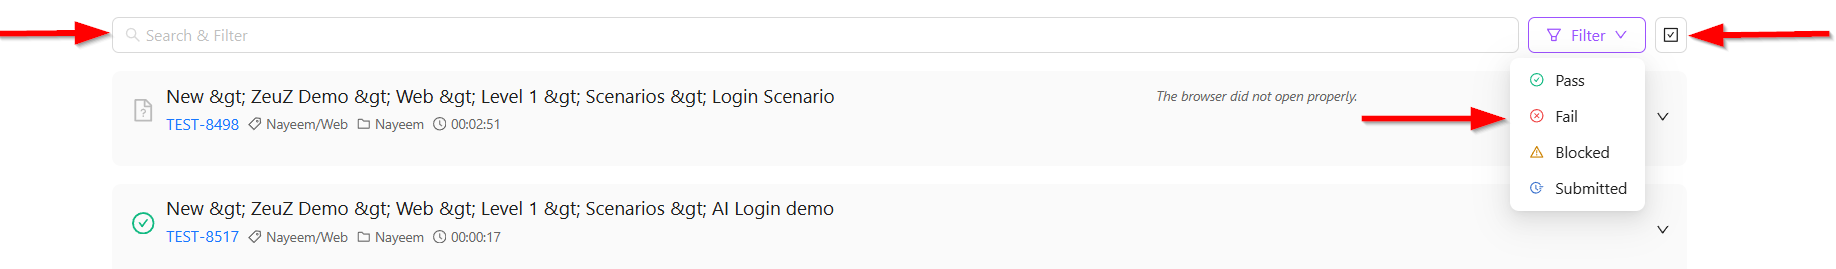 Search & Filter
Filter
New &gt; ZeuZ Demo &gt; Web &gt; Level 1 &gt; Scenarios &gt; Login Scenario
The browser did not open properly.
TEST-8498 Nayeem/Web Nayeem 00:02:51
Pass
Fail
Blocked
Submitted
New &gt; ZeuZ Demo &gt; Web &gt; Level 1 &gt; Scenarios &gt; AI Login demo
TEST-8517 Nayeem/Web Nayeem 00:00:17